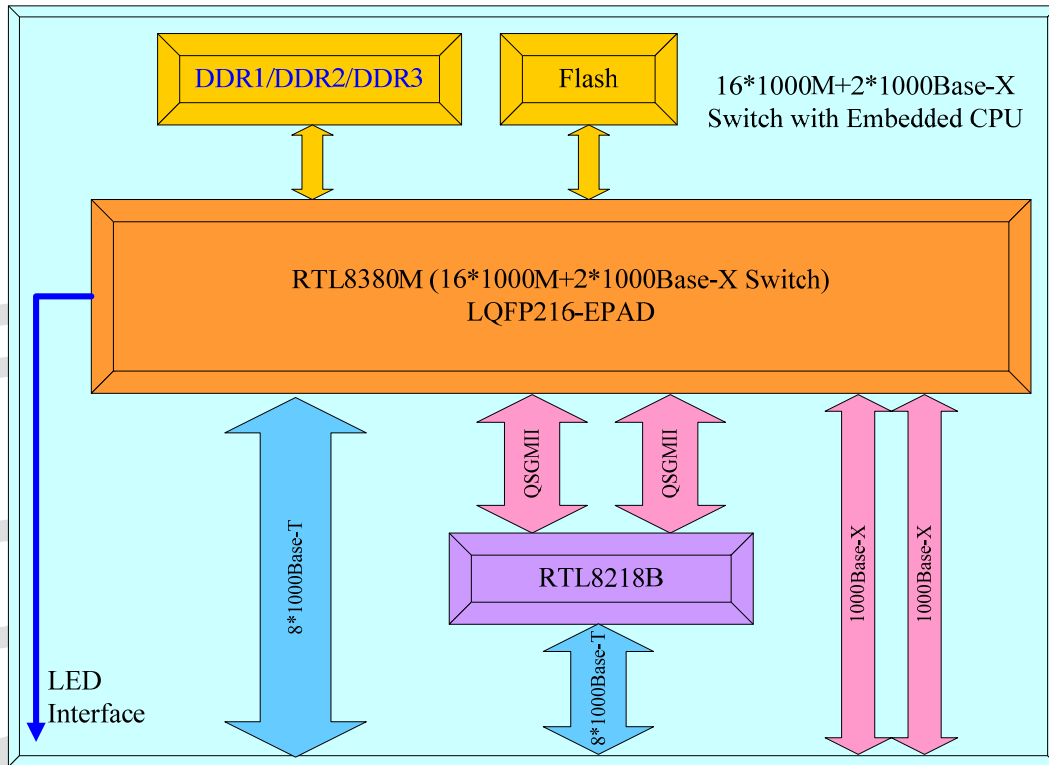 DDR1/DDR2/DDR3
Flash
16*1000M+2*1000Base-X
Switch with Embedded CPU
RTL8380M (16*1000M+2*1000Base-X Switch)
LQFP216-EPAD
8*1000Base-T
QSGMII
QSGMII
RTL8218B
8*1000Base-T
1000Base-X
1000Base-X
LED
Interface